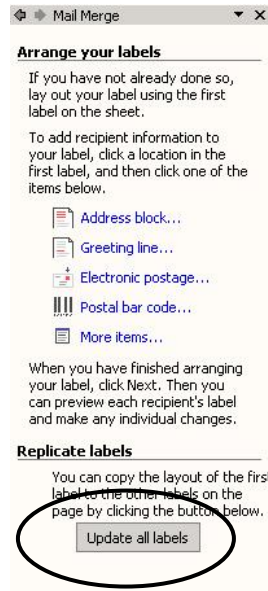 Mail Merge
Arrange your labels
If you have not already done so,
lay out your label using the first
label on the sheet.
To add recipient information to
your label, click a location in the
first label, and then click one of the
items below.
Address block...
Greeting line...
Electronic postage...
Postal bar code...
More items...
When you have finished arranging
your label, click Next. Then you
can preview each recipient's label
and make any individual changes.
Replicate labels
You can copy the layout of the firs
label to the other labels on the
page by clicking the button below.
Update all labels